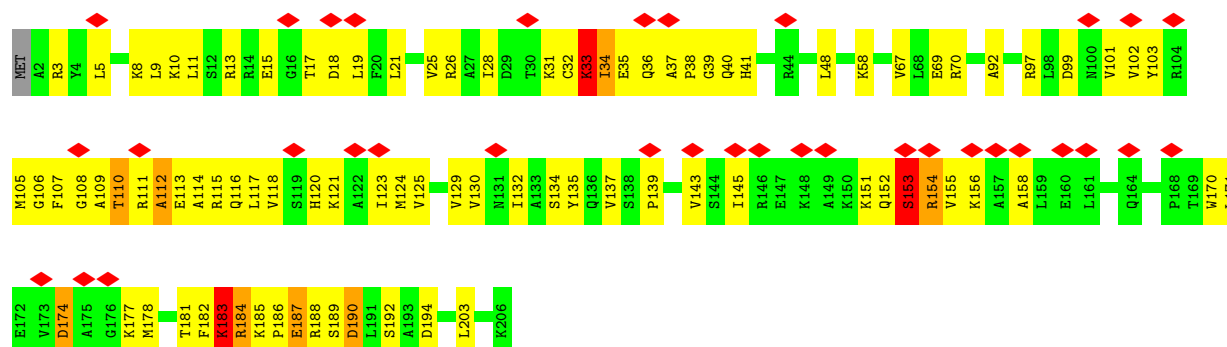 MET A2 R3 Y4 L5 K8 L9 K10 L11 S12 R13 R14 E15 G16 T17 D18 L19 F20 L21 V25 R26 A27 I28 D29 T30 K31 C32 K33 I34 E35 Q36 A37 P38 G39 Q40 H41 R44 L48 K58 V67 L68 E69 R70 A92 R97 L98 D99 N100 V101 V102 Y103 R104
M105 G106 F107 G108 A109 T110 R111 A112 E113 A114 R115 Q116 L117 V118 S119 H120 K121 A122 I123 M124 V125 V129 V130 N131 I132 A133 S134 Y135 Q136 V137 S138 P139 V143 S144 I145 R146 E147 K148 A149 K150 K151 Q152 S153 R154 V155 K156 A157 A158 L159 E160 L161 Q164 P168 T169 W170
E172 V173 D174 A175 G176 K177 M178 T181 F182 K183 R184 K185 P186 E187 R188 S189 D190 L191 S192 A193 D194 L203 K206